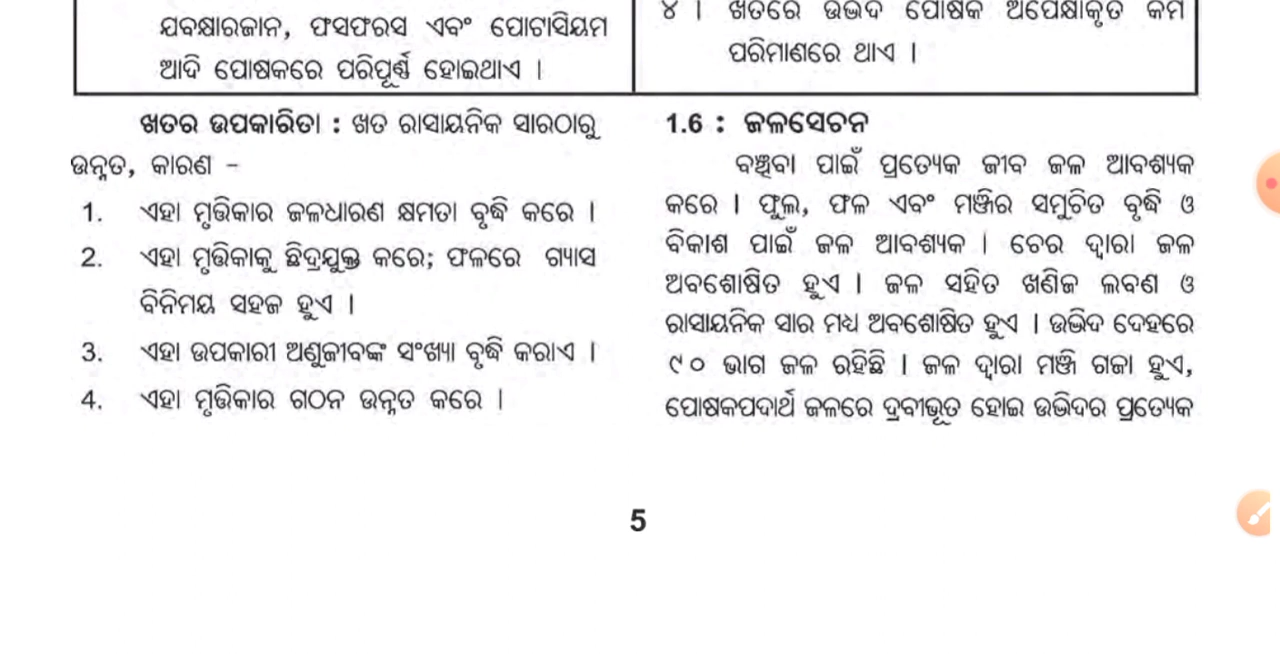 ଯବକ୍ଷାରଜାନ, ଫସଫରସ ଏବଂ ପୋଟାସିୟମ
ଆଦି ପୋଷକରେ ପରିପୂର୍ଣ୍ଣ ହୋଇଥାଏ ।
୪ । ଖତରେ ଉଦ୍ଭିଦ ପୋଷକ ଅପେକ୍ଷାକୃତ କମ
ପରିମାଣରେ ଥାଏ ।
ଖତର ଉପକାରିତା : ଖତ ରାସାୟନିକ ସାରଠାରୁ
ଉନ୍ନତ, କାରଣ –
1. ଏହା ମୃତ୍ତିକାର ଜଳଧାରଣ କ୍ଷମତା ବୃଦ୍ଧି କରେ ।
2. ଏହା ମୃତ୍ତିକାକୁ ଛିଦ୍ରଯୁକ୍ତ କରେ; ଫଳରେ ଗ୍ୟାସ
ବିନିମୟ ସହଜ ହୁଏ ।
3. ଏହା ଉପକାରୀ ଅଣୁଜୀବଙ୍କ ସଂଖ୍ୟା ବୃଦ୍ଧି କରାଏ ।
4. ଏହା ମୃତ୍ତିକାର ଗଠନ ଉନ୍ନତ କରେ ।
1.6 : ଜଳସେଚନ
ବଞ୍ଚିବା ପାଇଁ ପ୍ରତ୍ୟେକ ଜୀବ ଜଳ ଆବଶ୍ୟକ
କରେ । ଫୁଲ, ଫଳ ଏବଂ ମଞ୍ଜିର ସମୁଚିତ ବୃଦ୍ଧି ଓ
ବିକାଶ ପାଇଁ ଜଳ ଆବଶ୍ୟକ । ଚେର ଦ୍ୱାରା ଜଳ
ଅବଶୋଷିତ ହୁଏ । ଜଳ ସହିତ ଖଣିଜ ଲବଣ ଓ
ରାସାୟନିକ ସାର ମଧ୍ୟ ଅବଶୋଷିତ ହୁଏ । ଉଦ୍ଭିଦ ଦେହରେ
୯୦ ଭାଗ ଜଳ ରହିଛି । ଜଳ ଦ୍ୱାରା ମଞ୍ଜି ଗଜା ହୁଏ,
ପୋଷକପଦାର୍ଥ ଜଳରେ ଦ୍ରବୀଭୂତ ହୋଇ ଉଦ୍ଭିଦର ପ୍ରତ୍ୟେକ
5